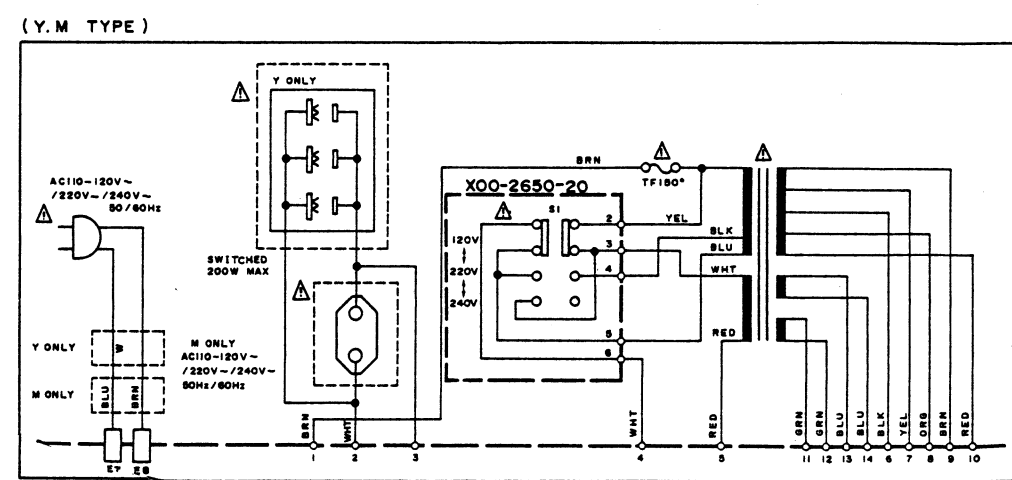 (Y.M TYPE)
Y ONLY
AC110-120V~
/220V~/240V~
50/60Hz
SWITCHED
200W MAX
M ONLY
AC110-120V~
/220V~/240V~
50Hz/60Hz
Y ONLY
W
M ONLY
BLU
BRN
E7
E8
BRN
TF150°
X00-2650-20
S1
120V
220V
240V
2
3
4
5
6
YEL
BLK
BLU
WHT
RED
BRN
WHT
WHT
RED
GRN
GRN
BLU
BLU
BLK
YEL
ORG
BRN
RED
1
2
3
4
5
11
12
13
14
6
7
8
9
10